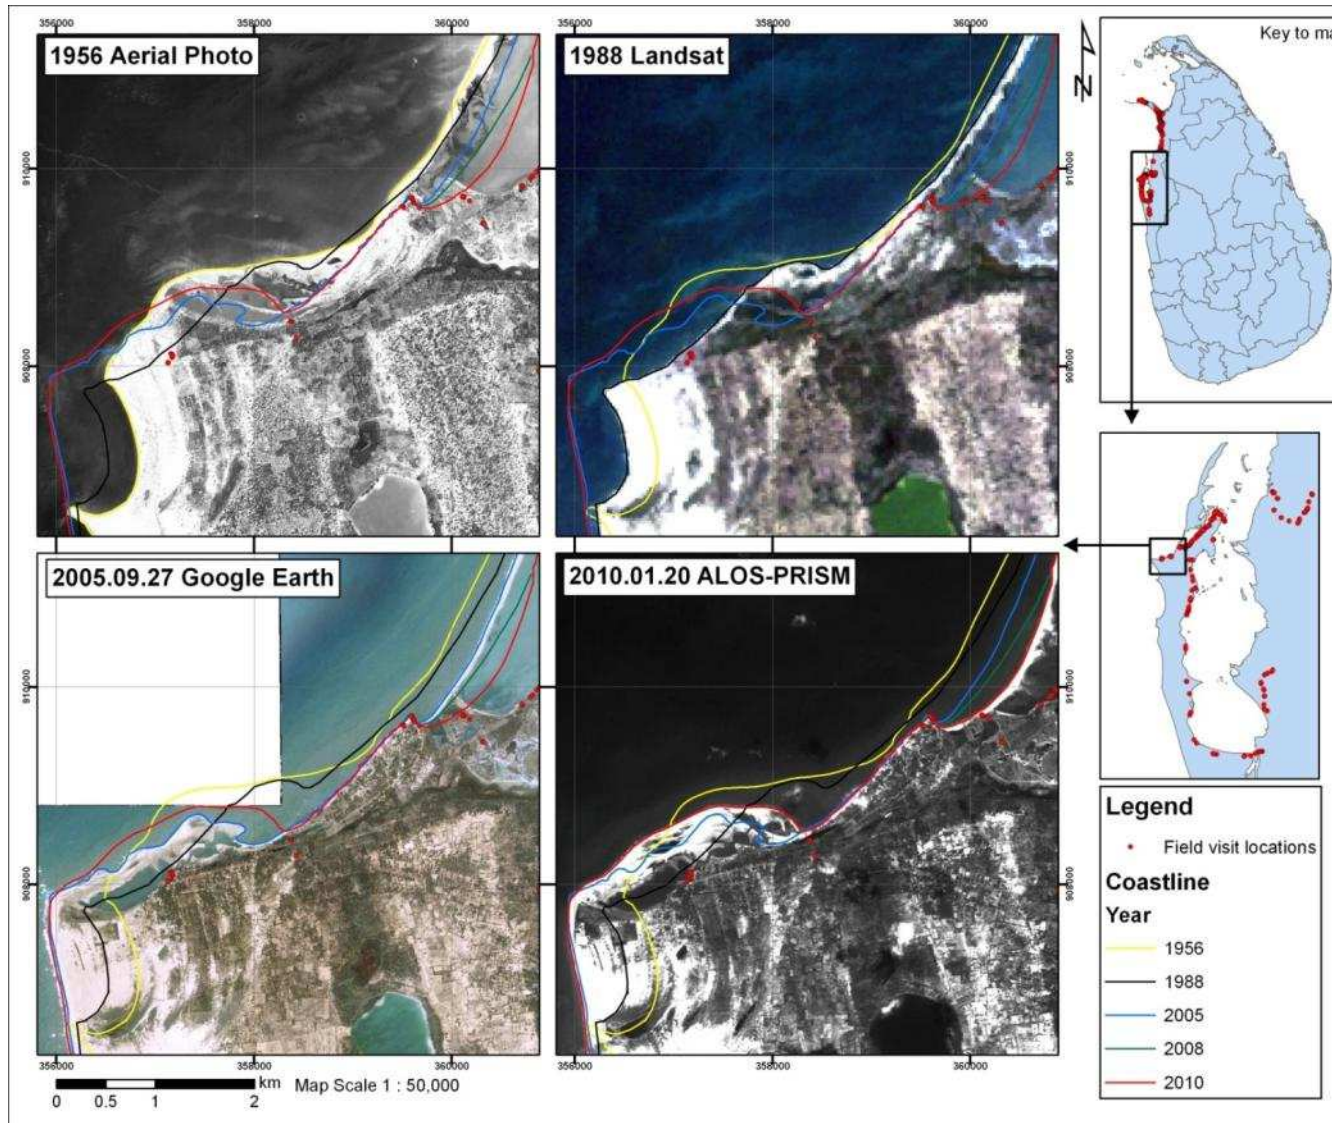 356000 358000 360000 356000 358000 360000
1956 Aerial Photo
1988 Landsat
Key to ma
N
910000
910000
908000
908000
2005.09.27 Google Earth
2010.01.20 ALOS-PRISM
910000
910000
908000
908000
Legend
Field visit locations
Coastline
Year
1956
1988
2005
2008
2010
356000 358000 360000 356000 358000 360000
km
Map Scale 1 : 50,000
0 0.5 1 2